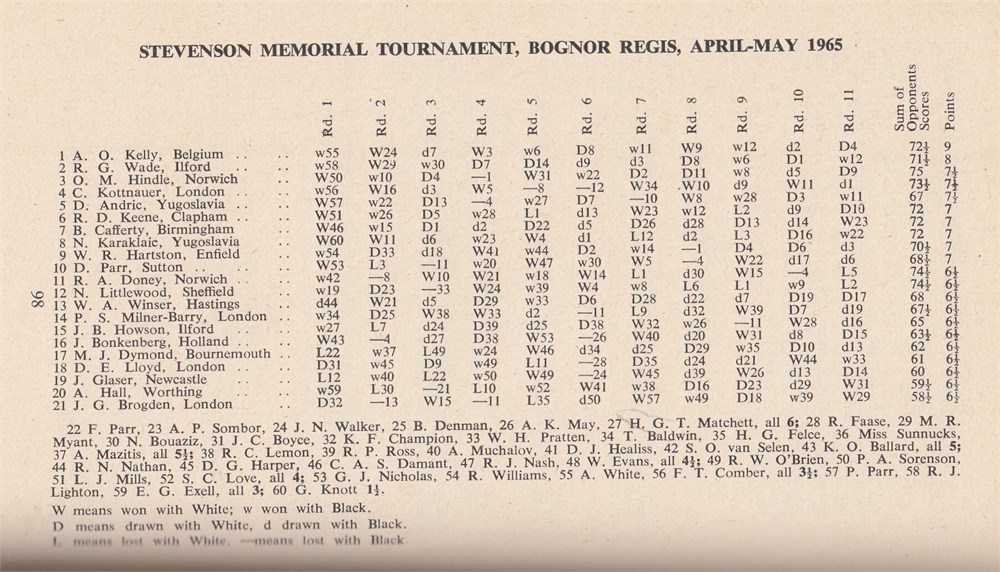 STEVENSON MEMORIAL TOURNAMENT, BOGNOR REGIS, APRIL-MAY 1965
Rd. 1 Rd. 2 Rd. 3 Rd. 4 Rd. 5 Rd. 6 Rd. 7 Rd. 8 Rd. 9 Rd. 10 Rd. 11 Sum of Opponents Scores Points
1 A. O. Kelly, Belgium .. .. w55 W24 d7 W3 w6 D8 w11 W9 w12 d2 D4 72½ 9
2 R. G. Wade, Ilford .. .. w58 W29 w30 D7 D14 d9 d3 D8 w6 D1 w12 71½ 8
3 O. M. Hindle, Norwich .. W50 w10 D4 —1 W31 w22 D2 D11 w8 d5 D9 75 7½
4 C. Kottnauer, London .. w56 W16 d3 W5 —8 —12 W34 W10 d9 W11 d1 73½ 7½
5 D. Andric, Yugoslavia .. W57 w22 D13 —4 w27 D7 —10 W8 w28 D3 w11 67 7½
6 R. D. Keene, Clapham .. W51 w26 D5 w28 L1 d13 W23 w12 L2 d9 D10 72 7
7 B. Cafferty, Birmingham .. W46 w15 D1 d2 D22 d5 D26 d28 D13 d14 W23 72 7
8 N. Karaklaic, Yugoslavia .. W60 W11 d6 w23 W4 d1 L12 d2 L3 D16 w22 72 7
9 W. R. Hartston, Enfield .. w54 D33 d18 W41 w44 D2 w14 —1 D4 D6 d3 70½ 7
10 D. Parr, Sutton .. .. .. W53 L3 —11 w20 W47 w30 W5 —4 W22 d17 d6 68½ 7
11 R. A. Doney, Norwich .. .. w42 —8 W10 W21 w18 W14 L1 d30 W15 —4 L5 74½ 6½
12 N. Littlewood, Sheffield .. w19 D23 —33 W24 w39 W4 w8 L6 L1 w9 L2 74½ 6½
13 W. A. Winser, Hastings .. d44 W21 d5 D29 w33 D6 D28 d22 d7 D19 D17 68 6½
14 P. S. Milner-Barry, London .. w34 D25 W38 W33 d2 —11 L9 d32 W39 D7 d19 67½ 6½
15 J. B. Howson, Ilford .. .. w27 L7 d24 D39 d25 D38 W32 w26 —11 W28 d16 65 6½
16 J. Bonkenberg, Holland .. W43 —4 d27 D38 W53 —26 W40 d20 W31 d8 D15 63½ 6½
17 M. J. Dymond, Bournemouth .. L22 w37 L49 w24 W46 d34 d25 D29 w35 D10 d13 62 6½
18 D. E. Lloyd, London .. .. D31 w45 D9 w49 L11 —28 D35 d24 d21 W44 w33 61 6½
19 J. Glaser, Newcastle .. .. L12 w40 L22 w50 W49 —24 W45 d39 W26 d13 D14 60 6½
20 A. Hall, Worthing .. .. w59 L30 —21 L10 w52 W41 w38 D16 D23 d29 W31 59½ 6½
21 J. G. Brogden, London .. D32 —13 W15 —11 L35 d50 W57 w49 D18 w39 W29 58½ 6½
22 F. Parr, 23 A. P. Sombor, 24 J. N. Walker, 25 B. Denman, 26 A. K. May, 27 H. G. T. Matchett, all 6; 28 R. Faase, 29 M. R.
Myant, 30 N. Bouaziz, 31 J. C. Boyce, 32 K. F. Champion, 33 W. H. Pratten, 34 T. Baldwin, 35 H. G. Felce, 36 Miss Sunnucks,
37 A. Mazitis, all 5½; 38 R. C. Lemon, 39 R. P. Ross, 40 A. Muchalov, 41 D. J. Healiss, 42 S. O. van Selen, 43 K. O. Ballard, all 5;
44 R. N. Nathan, 45 D. G. Harper, 46 C. A. S. Damant, 47 R. J. Nash, 48 W. Evans, all 4½; 49 R. W. O'Brien, 50 P. A. Sorenson,
51 L. J. Mills, 52 S. C. Love, all 4; 53 G. J. Nicholas, 54 R. Williams, 55 A. White, 56 F. T. Comber, all 3½; 57 P. Parr, 58 R. J.
Lighton, 59 E. G. Exell, all 3; 60 G. Knott 1½.
W means won with White; w won with Black.
D means drawn with White, d drawn with Black.
L means lost with White, —means lost with Black
86